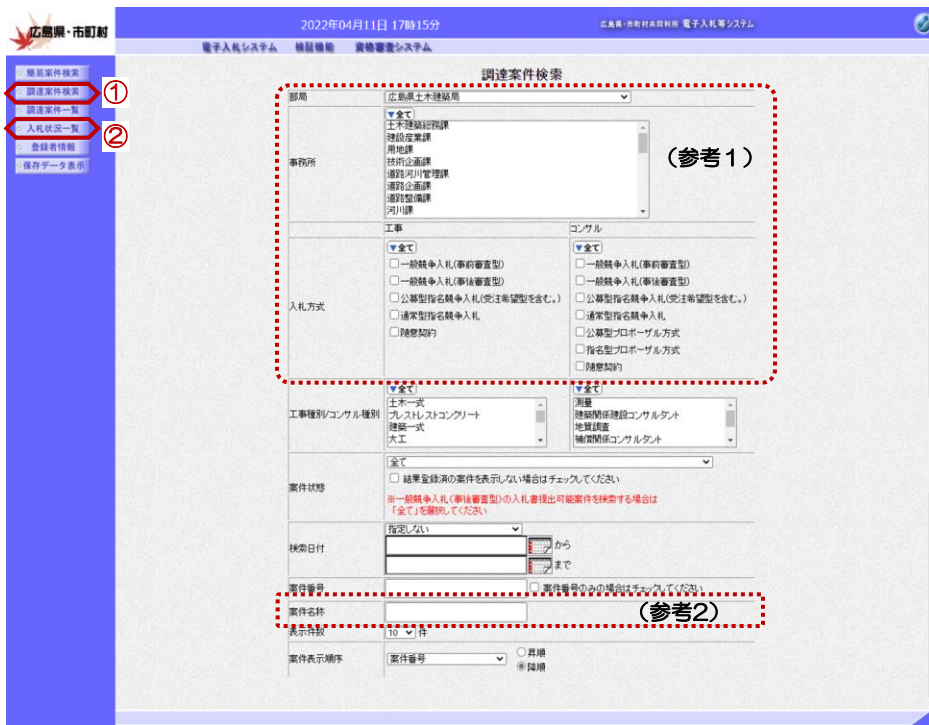 広島県・市町村
2022年04月11日 17時15分
広島県・市町村共同利用 電子入札等システム
電子入札システム 検証機能 資格審査システム
簡易案件検索
調達案件検索 ①
調達案件一覧
入札状況一覧 ②
登録者情報
保存データ表示
調達案件検索
部局 広島県土木建築局
事務所
▼全て
土木建築総務課
建設産業課
用地課
技術企画課
道路河川管理課
道路企画課
道路整備課
河川課
(参考1)
入札方式
工事 コンサル
▼全て ▼全て
一般競争入札(事前審査型) 一般競争入札(事前審査型)
一般競争入札(事後審査型) 一般競争入札(事後審査型)
公募型指名競争入札(受注希望型を含む。) 公募型指名競争入札(受注希望型を含む。)
通常型指名競争入札 通常型指名競争入札
随意契約 公募型プロポーザル方式
指名型プロポーザル方式
随意契約
工事種別/コンサル種別
▼全て ▼全て
土木一式 測量
プレストレストコンクリート 建築関係建設コンサルタント
建築一式 地質調査
大工 補償関係コンサルタント
案件状態
全て
結果登録済の案件を表示しない場合はチェックしてください
※一般競争入札(事後審査型)の入札書提出可能案件を検索する場合は
「全て」を選択してください
検索日付
指定しない
から
まで
案件番号 案件番号のみの場合はチェックしてください
案件名称 (参考2)
表示件数 10 件
案件表示順序 案件番号 昇順
降順